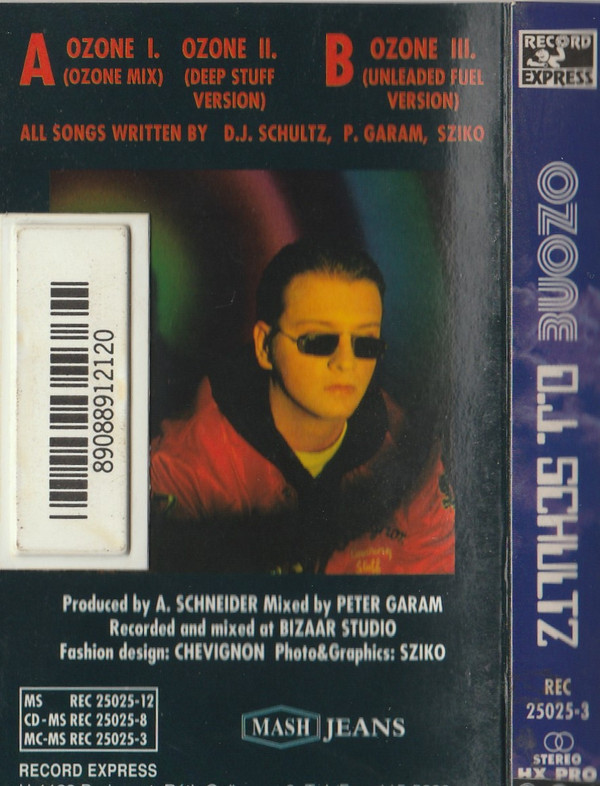 A OZONE I. OZONE II. B OZONE III.
(OZONE MIX) (DEEP STUFF (UNLEADED FUEL
VERSION) VERSION)
ALL SONGS WRITTEN BY D.J. SCHULTZ, P. GARAM, SZIKO
89088912120
Produced by A. SCHNEIDER Mixed by PETER GARAM
Recorded and mixed at BIZAAR STUDIO
Fashion design: CHEVIGNON Photo&Graphics: SZIKO
MS REC 25025-12
CD-MS REC 25025-8
MC-MS REC 25025-3
MASH JEANS
RECORD EXPRESS
RECORD
EXPRESS
D.J. SCHULTZ OZONE
REC
25025-3
STEREO
HX PRO